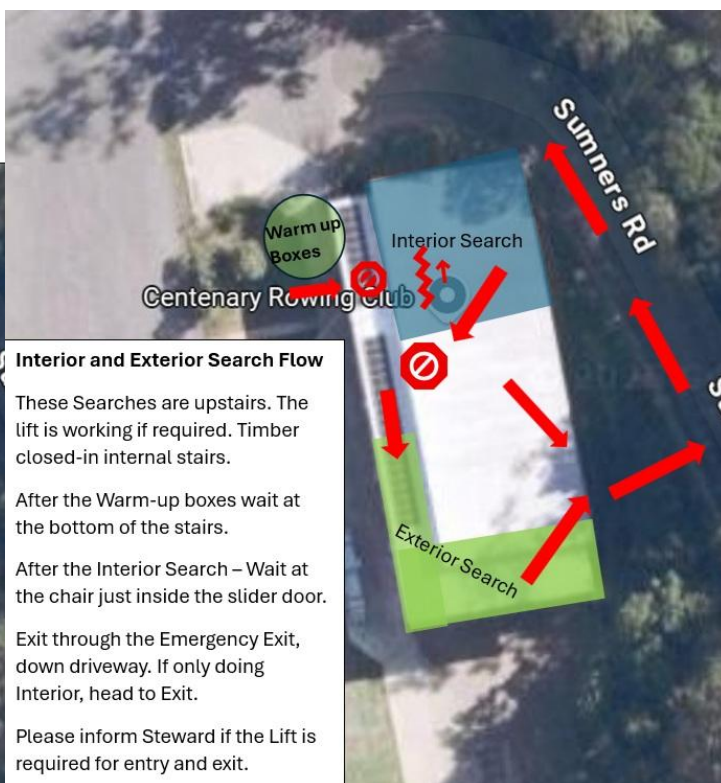 Sumners Rd
Warm up
Boxes
Interior Search
Centenary Rowing Club
Interior and Exterior Search Flow
These Searches are upstairs. The
lift is working if required. Timber
closed-in internal stairs.
After the Warm-up boxes wait at
the bottom of the stairs.
After the Interior Search – Wait at
the chair just inside the slider door.
Exit through the Emergency Exit,
down driveway. If only doing
Interior, head to Exit.
Please inform Steward if the Lift is
required for entry and exit.
Exterior Search